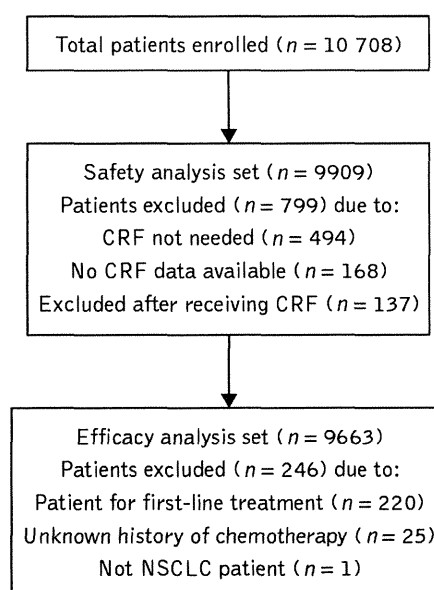 Total patients enrolled (n = 10 708)
Safety analysis set (n = 9909)
Patients excluded (n = 799) due to:
CRF not needed (n = 494)
No CRF data available (n = 168)
Excluded after receiving CRF (n = 137)
Efficacy analysis set (n = 9663)
Patients excluded (n = 246) due to:
Patient for first-line treatment (n = 220)
Unknown history of chemotherapy (n = 25)
Not NSCLC patient (n = 1)